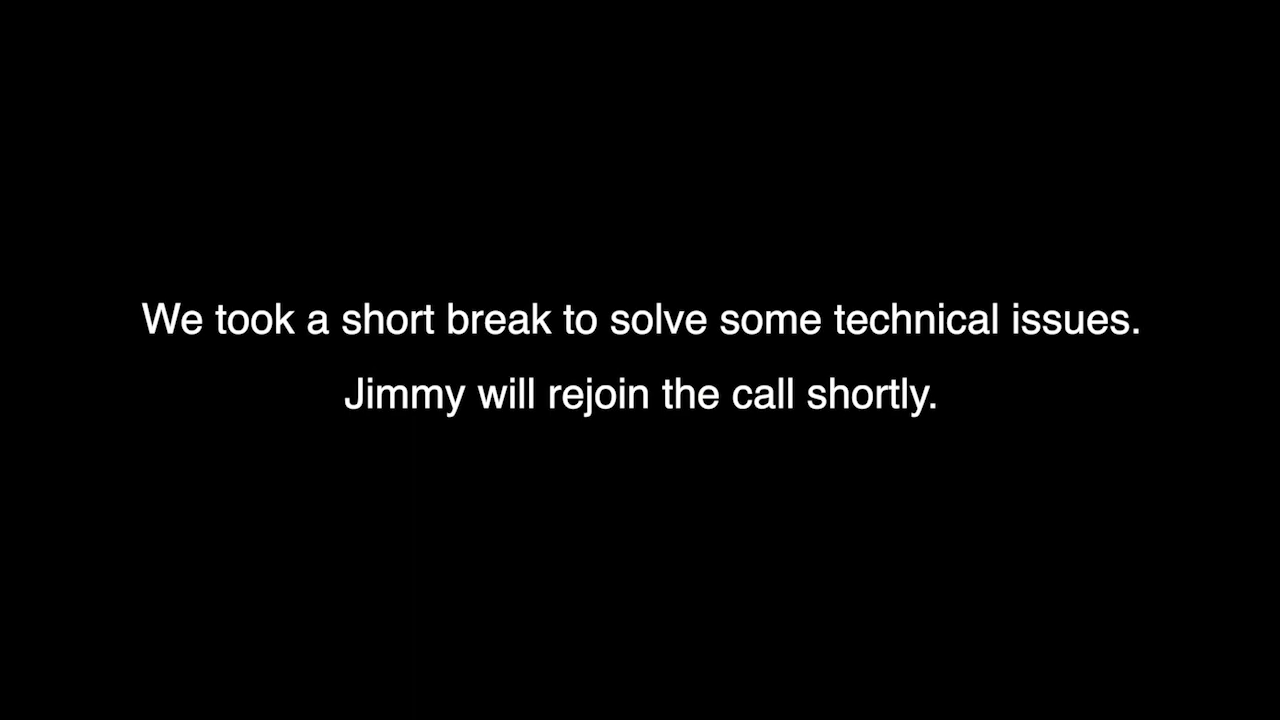 We took a short break to solve some technical issues.
Jimmy will rejoin the call shortly.